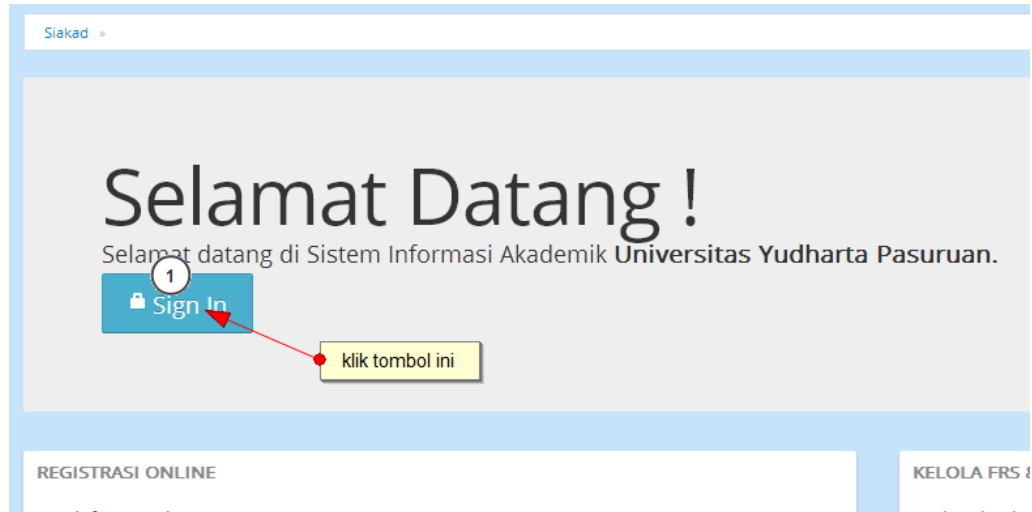 Siakad »
Selamat Datang !
Selamat datang di Sistem Informasi Akademik Universitas Yudharta Pasuruan.
1
Sign In
klik tombol ini
REGISTRASI ONLINE
KELOLA FRS &